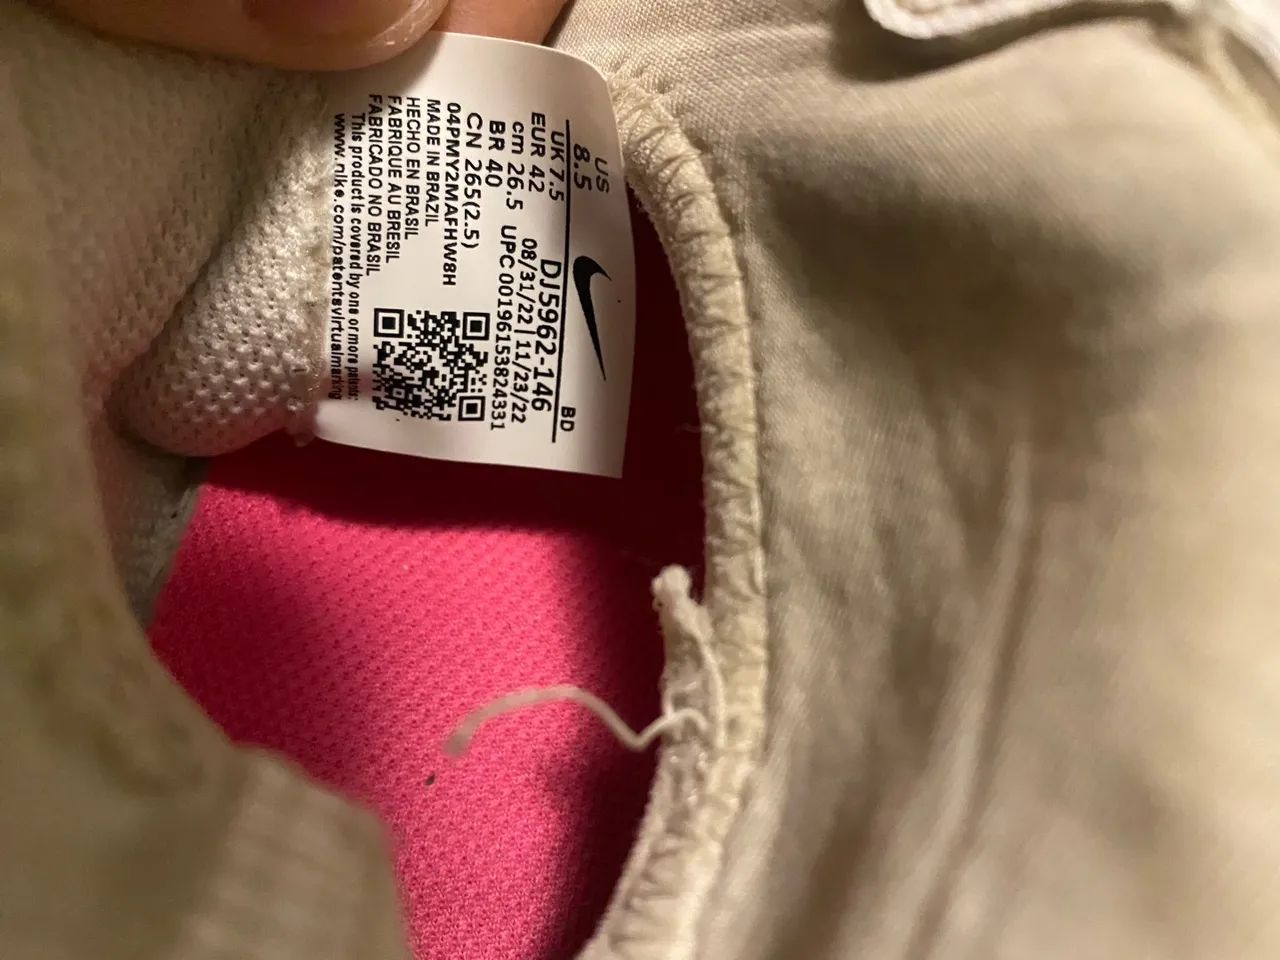 US
8.5
UK 7.5
EUR 42
cm 26.5
BR 40
CN 265(2.5)
04PMY2MAFHW8H
MADE IN BRAZIL
HECHO EN BRASIL
FABRIQUE AU BRESIL
FABRICADO NO BRASIL
This product is covered by one or more patents:
www.nike.com/patentsvirtualmarking
BD
DJ5962-146
08/31/22 | 11/23/22
UPC 00196153824331